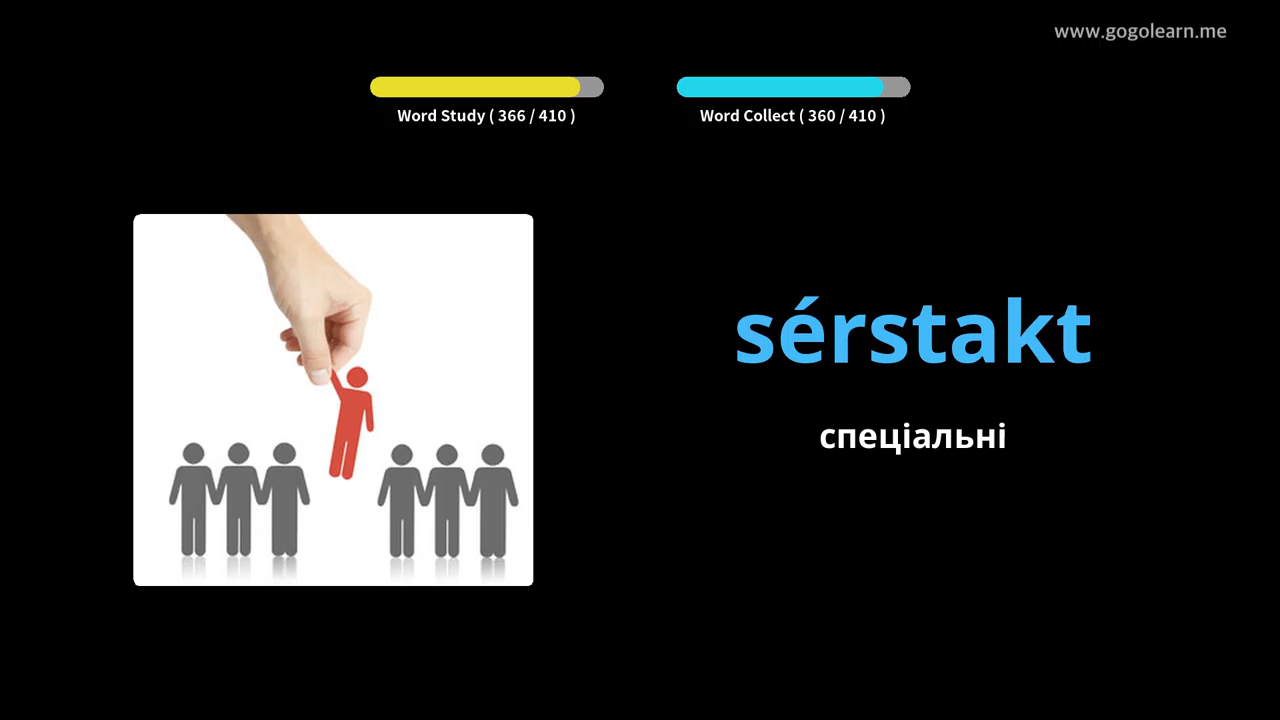 www.gogolearn.me
Word Study ( 366 / 410 )
Word Collect ( 360 / 410 )
sérstakt
спеціальні